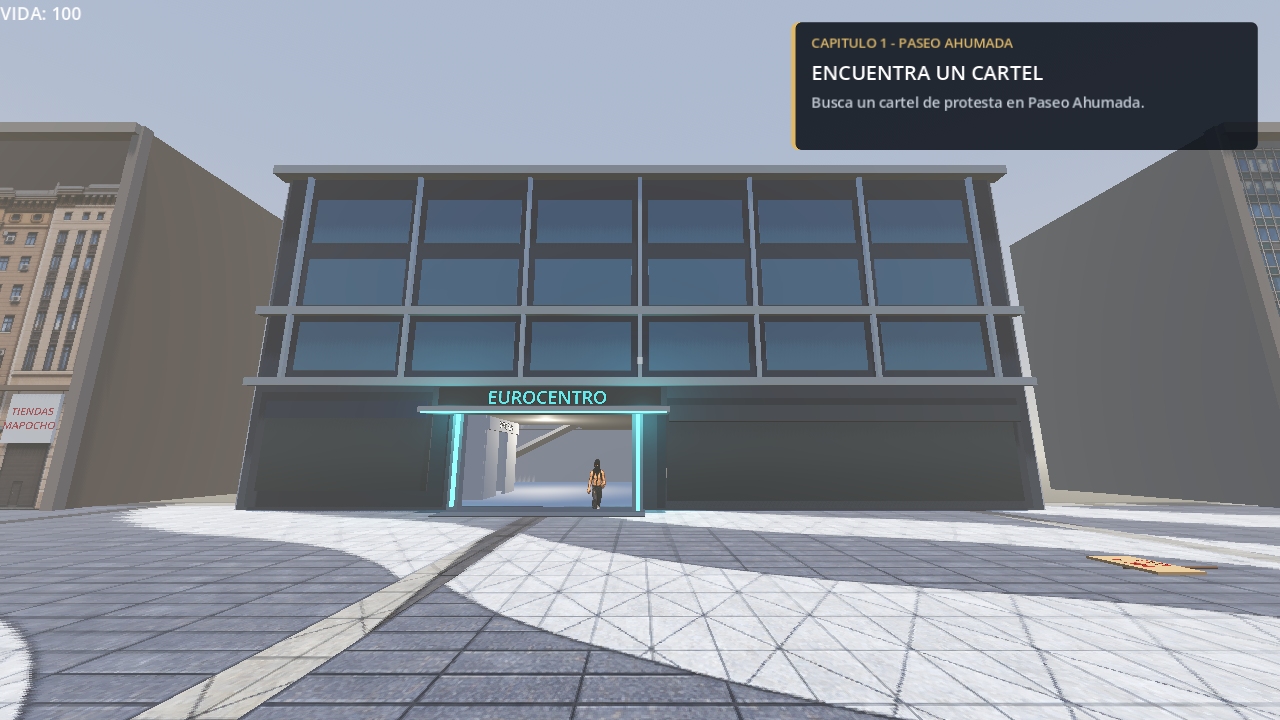 VIDA: 100
CAPITULO 1 - PASEO AHUMADA
ENCUENTRA UN CARTEL
Busca un cartel de protesta en Paseo Ahumada.
EUROCENTRO
TIENDAS
MAPOCHO